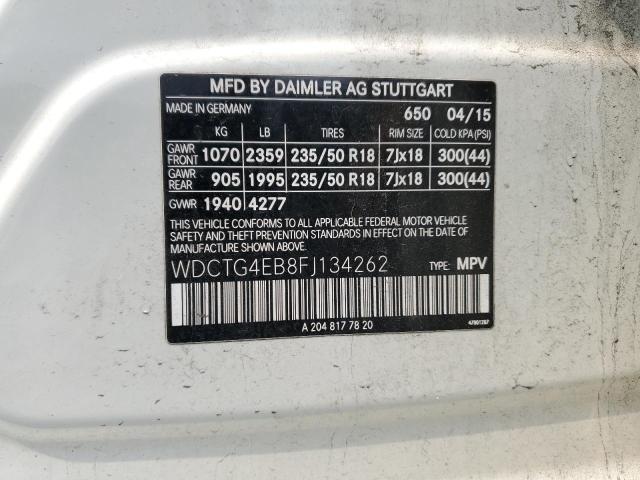 MFD BY DAIMLER AG STUTTGART
MADE IN GERMANY 650 04/15
KG LB TIRES RIM SIZE COLD KPA (PSI)
GAWR FRONT 1070 2359 235/50 R18 7Jx18 300(44)
GAWR REAR 905 1995 235/50 R18 7Jx18 300(44)
GVWR 1940 4277
THIS VEHICLE CONFORMS TO ALL APPLICABLE FEDERAL MOTOR VEHICLE
SAFETY AND THEFT PREVENTION STANDARDS IN EFFECT ON THE DATE OF
MANUFACTURE SHOWN ABOVE.
WDCTG4EB8FJ134262 TYPE: MPV
A 204 817 78 20